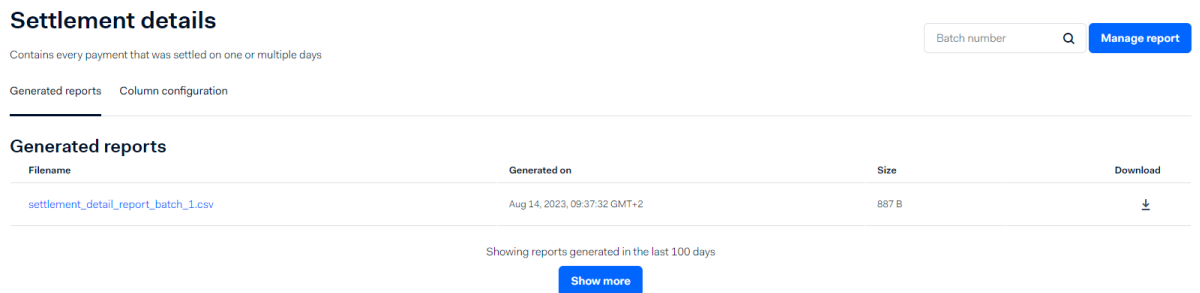 Settlement details
Batch number
Manage report
Contains every payment that was settled on one or multiple days
Generated reports Column configuration
Generated reports
Filename Generated on Size Download
settlement_detail_report_batch_1.csv Aug 14, 2023, 09:37:32 GMT+2 887 B
Showing reports generated in the last 100 days
Show more